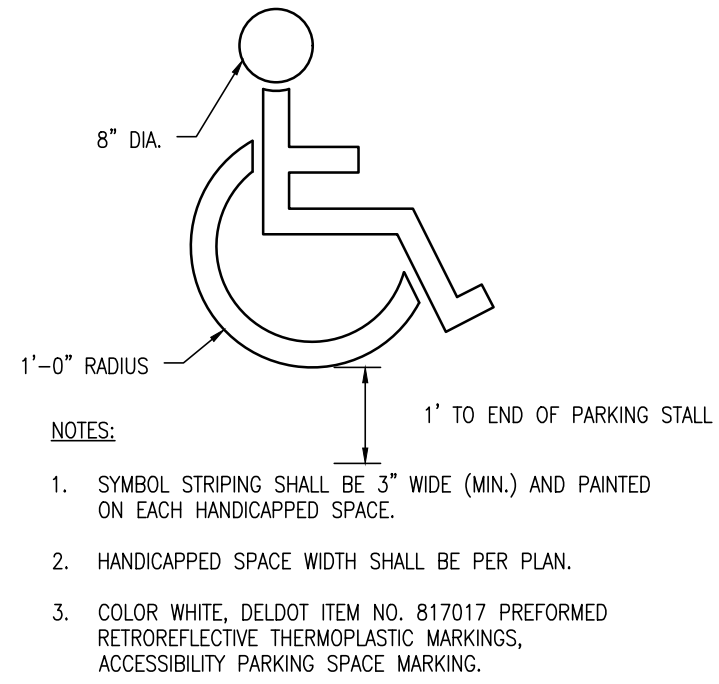 8” DIA.
1’-0” RADIUS
1’ TO END OF PARKING STALL
NOTES:
1. SYMBOL STRIPING SHALL BE 3” WIDE (MIN.) AND PAINTED
ON EACH HANDICAPPED SPACE.
2. HANDICAPPED SPACE WIDTH SHALL BE PER PLAN.
3. COLOR WHITE, DELDOT ITEM NO. 817017 PREFORMED
RETROREFLECTIVE THERMOPLASTIC MARKINGS,
ACCESSIBILITY PARKING SPACE MARKING.